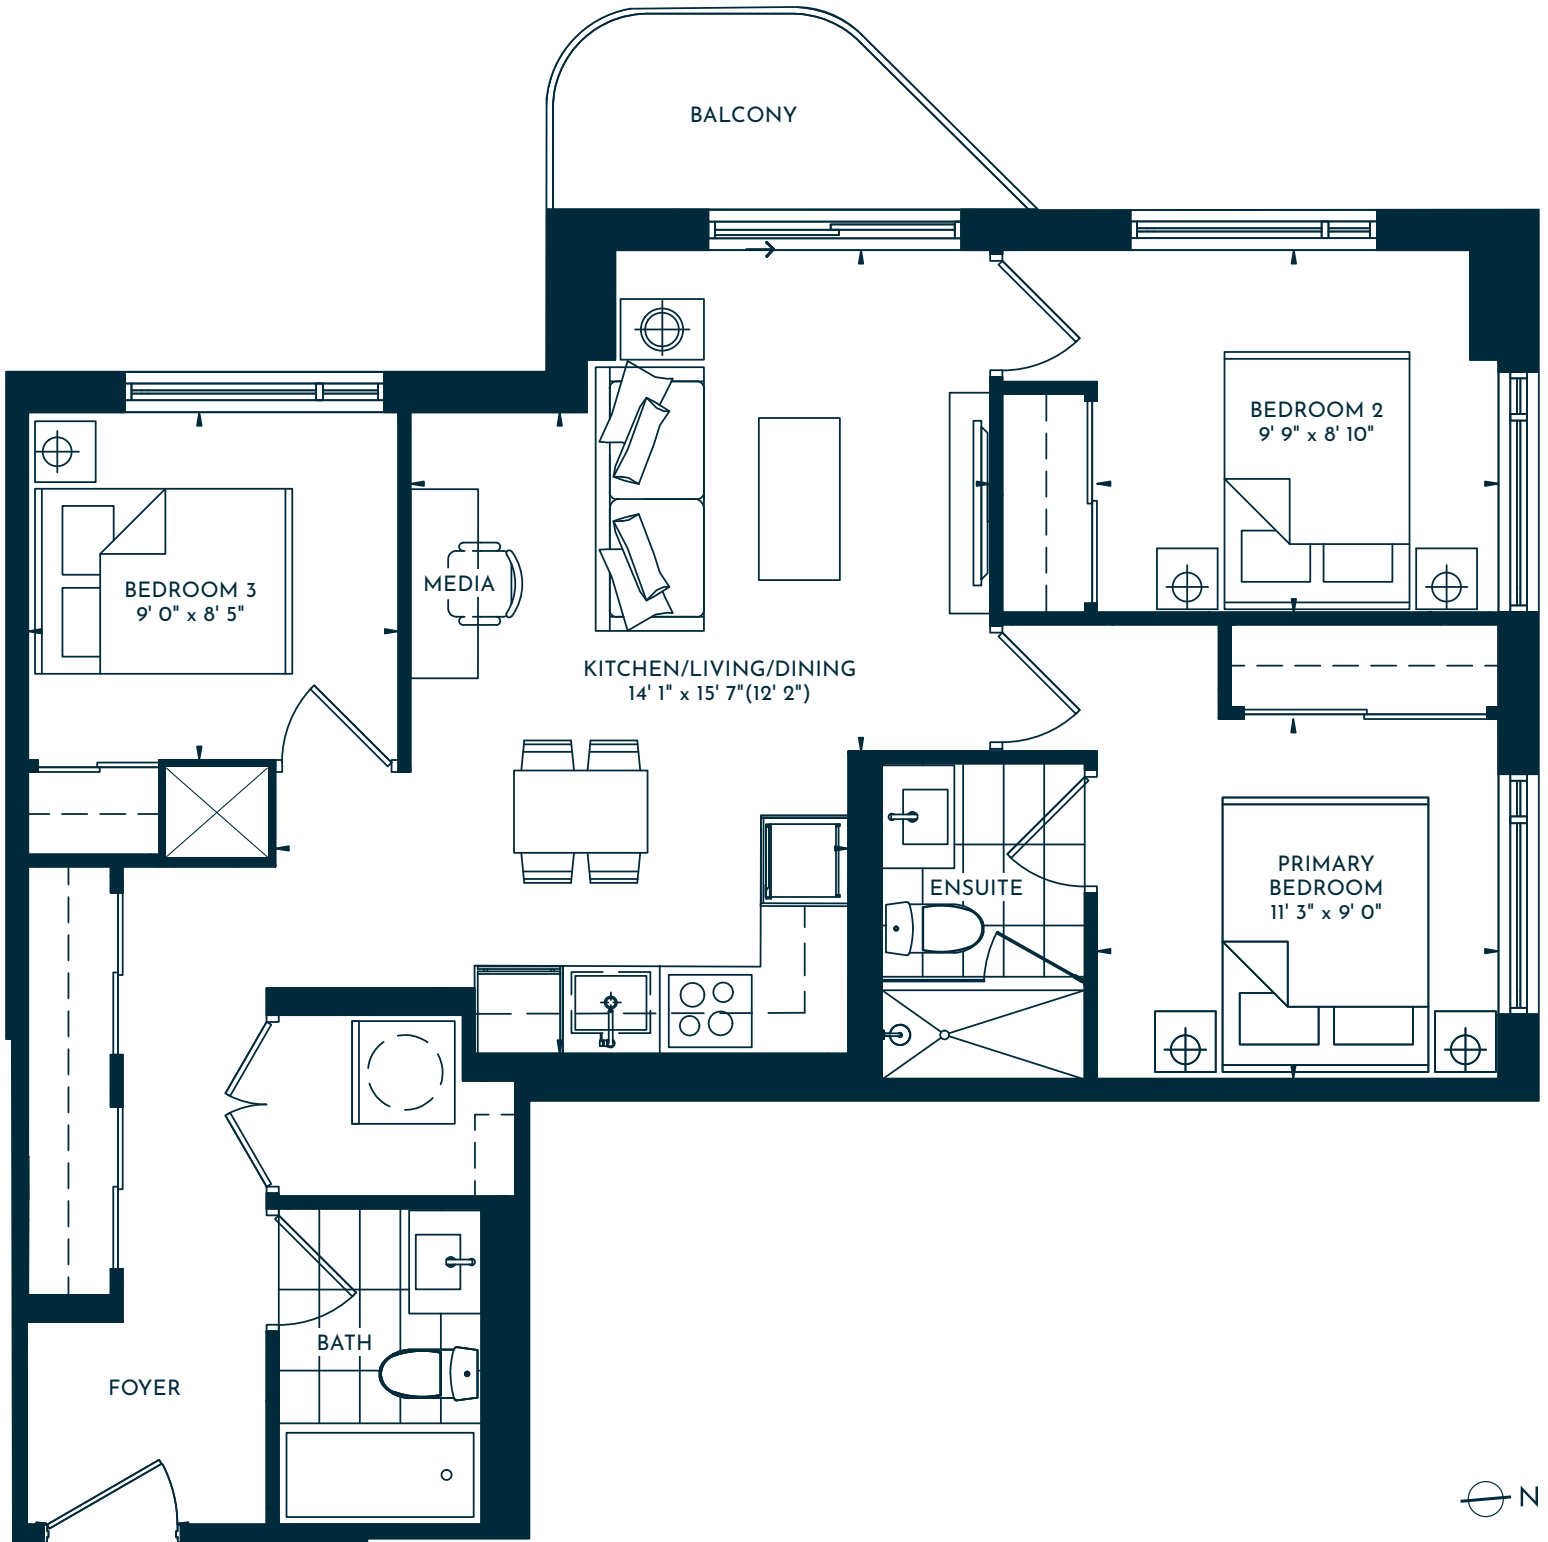 BALCONY
BEDROOM 2
9' 9" x 8' 10"
BEDROOM 3
9' 0" x 8' 5"
MEDIA
KITCHEN/LIVING/DINING
14' 1" x 15' 7"(12' 2")
PRIMARY
BEDROOM
11' 3" x 9' 0"
ENSUITE
BATH
FOYER
N